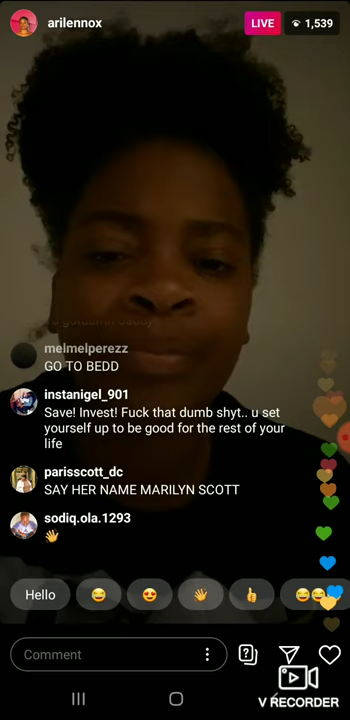 arilennox
LIVE
1,539
melmelperezz
GO TO BEDD
instanigel_901
Save! Invest! Fuck that dumb shyt.. u set
yourself up to be good for the rest of your
life
parisscott_dc
SAY HER NAME MARILYN SCOTT
sodiq.ola.1293
👋
Hello
😂
😍
👋
👍
😂😂
Comment
V RECORDER